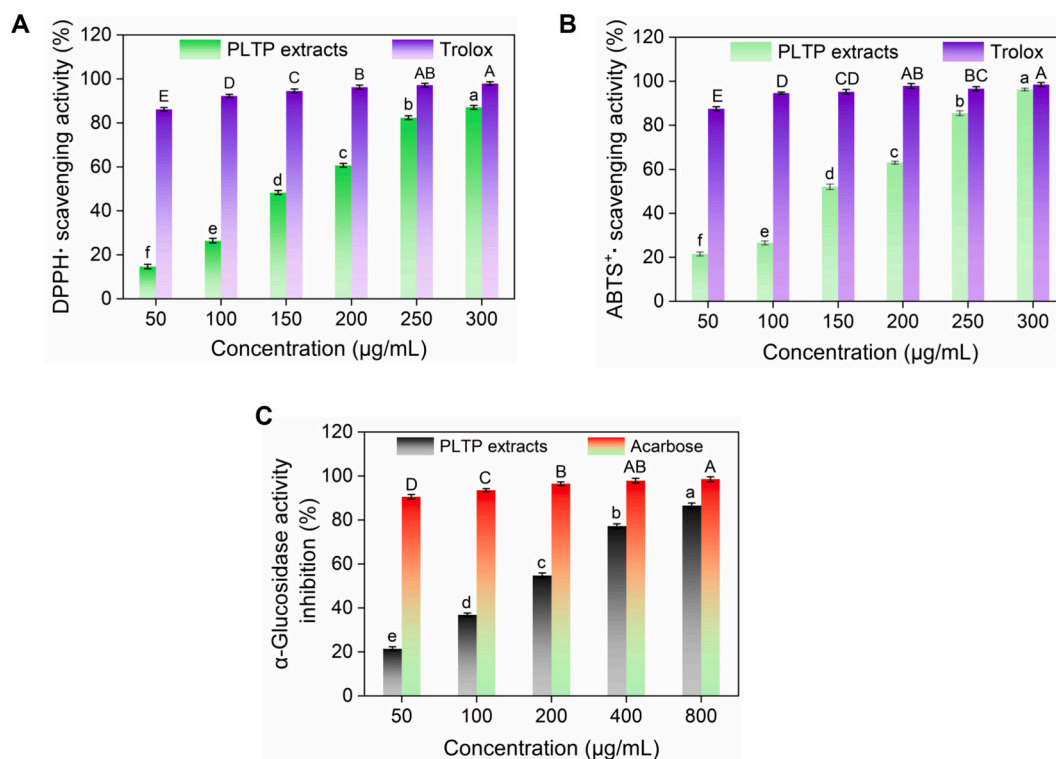 A
DPPH· scavenging activity (%)
120
100
80
60
40
20
0
PLTP extracts
Trolox
f
E
e
D
d
C
c
B
b
AB
a
A
50
100
150
200
250
300
Concentration (µg/mL)
B
ABTS⁺· scavenging activity (%)
120
100
80
60
40
20
0
PLTP extracts
Trolox
f
E
e
D
d
CD
c
AB
b
BC
a
A
50
100
150
200
250
300
Concentration (µg/mL)
C
α-Glucosidase activity
inhibition (%)
120
100
80
60
40
20
0
PLTP extracts
Acarbose
e
D
d
C
c
B
b
AB
a
A
50
100
200
400
800
Concentration (µg/mL)